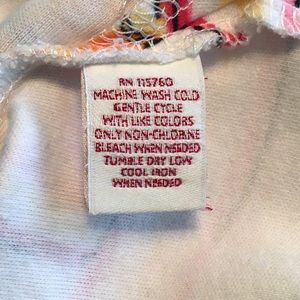 RN 115760
MACHINE WASH COLD
GENTLE CYCLE
WITH LIKE COLORS
ONLY NON-CHLORINE
BLEACH WHEN NEEDED
TUMBLE DRY LOW
COOL IRON
WHEN NEEDED